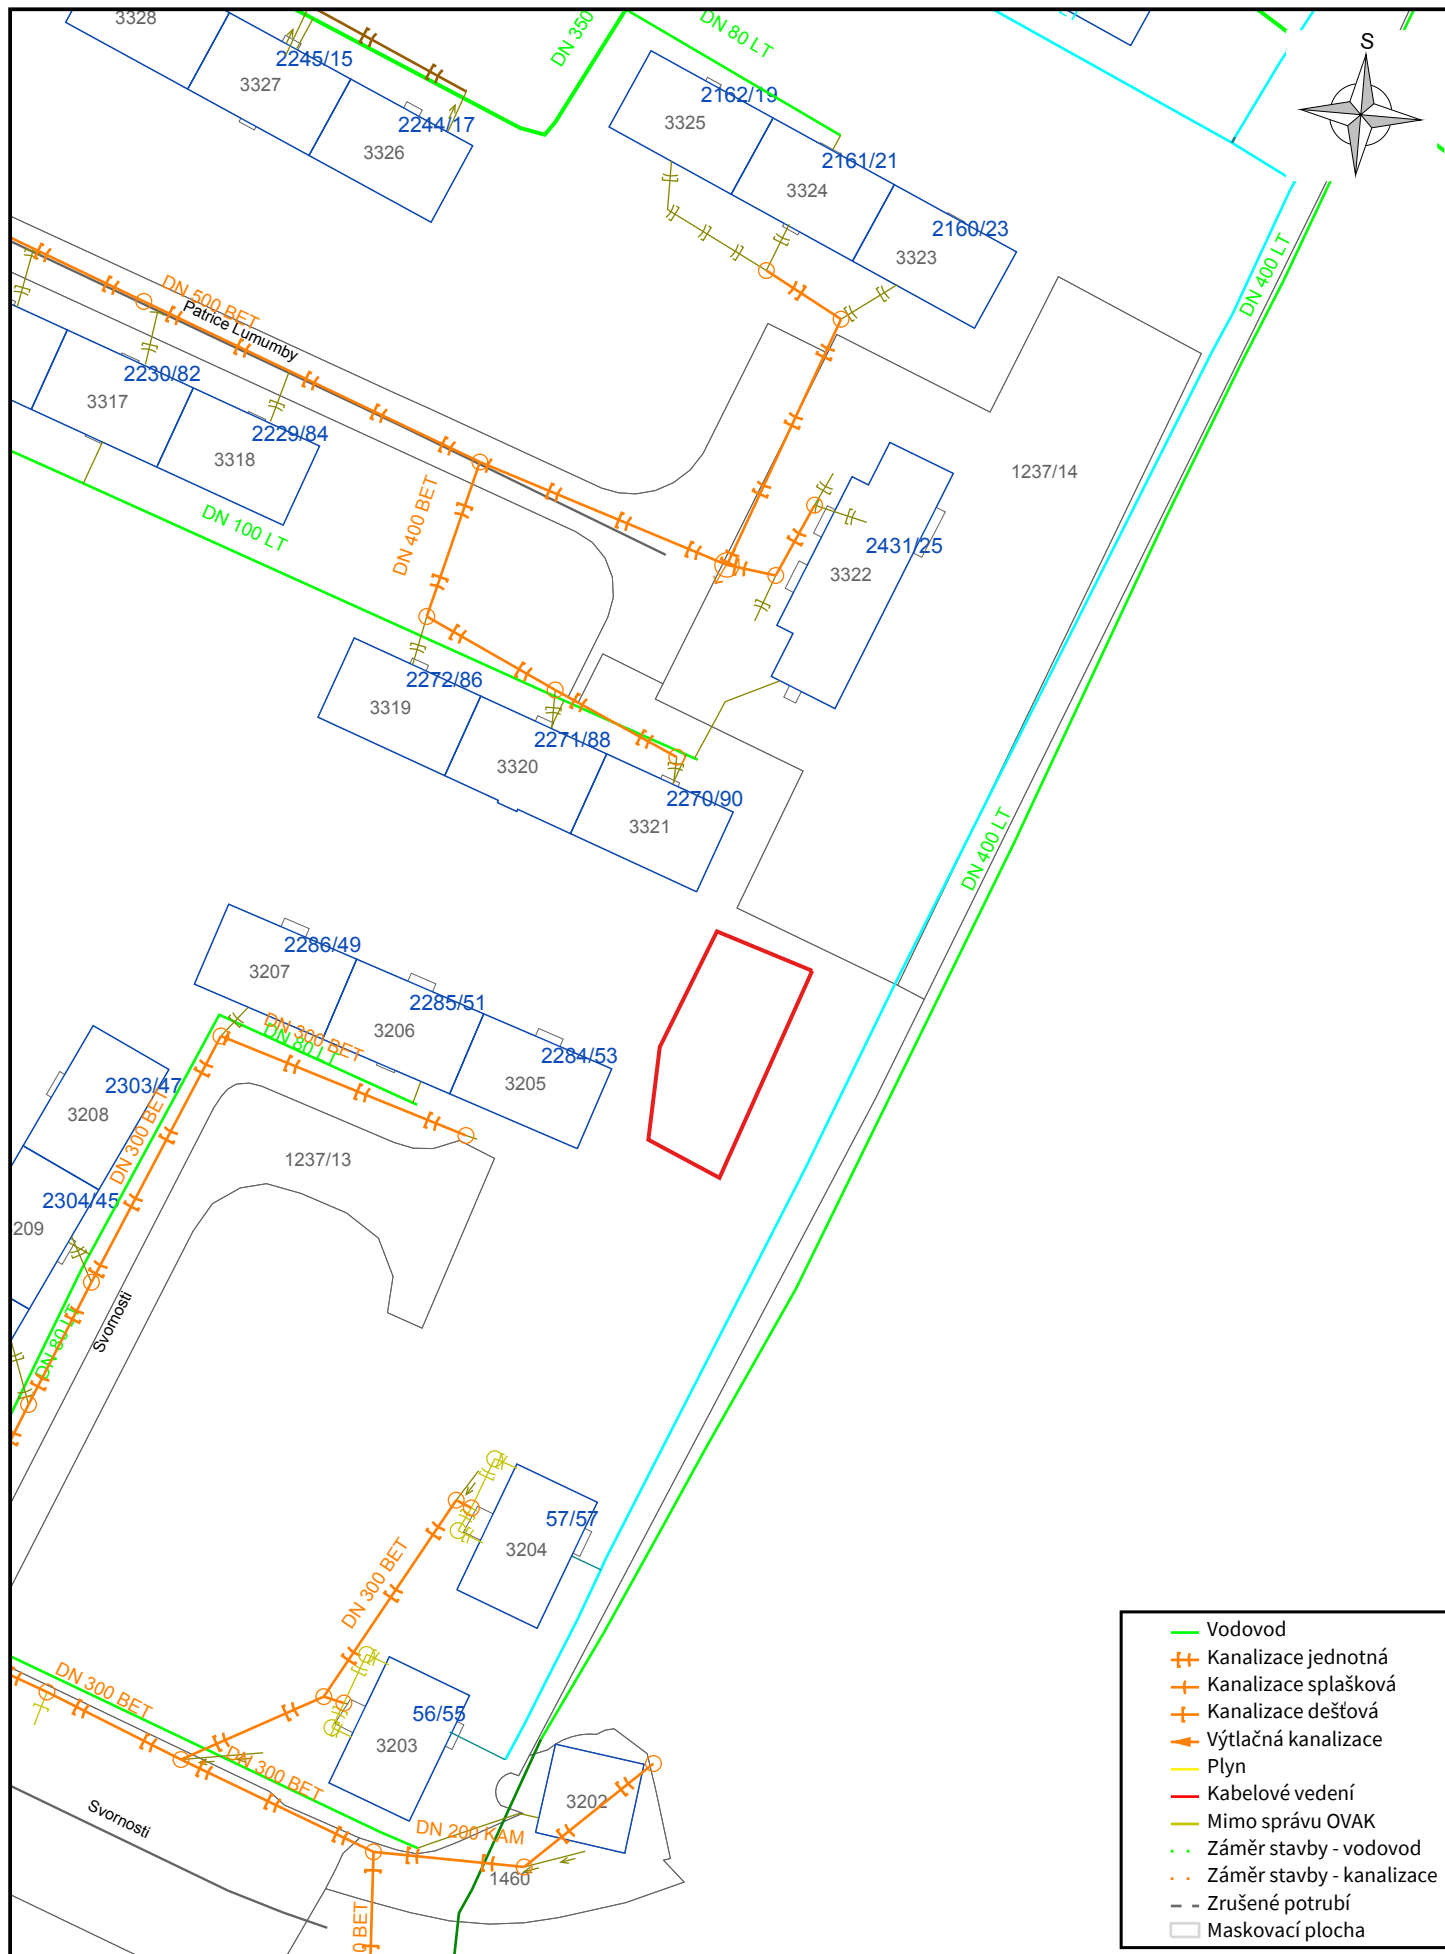 3328
2245/15
3327
2244/17
3326
DN 350
DN 80 LT
2162/19
3325
2161/21
3324
2160/23
3323
S
DN 400 LT
DN 500 BET
Patrice Lumumby
2230/82
3317
2229/84
3318
DN 100 LT
DN 400 BET
1237/14
2431/25
3322
2272/86
3319
2271/88
3320
2270/90
3321
DN 400 LT
2286/49
3207
2285/51
3206
2284/53
3205
DN 300 BET
DN 80 LT
2303/47
3208
DN 300 BET
1237/13
2304/45
209
Svornosti
DN 80 LT
57/57
3204
DN 300 BET
DN 300 BET
56/55
3203
DN 300 BET
3202
Svornosti
DN 200 KAM
1460
0 BET
Vodovod
Kanalizace jednotná
Kanalizace splašková
Kanalizace dešťová
Výtlačná kanalizace
Plyn
Kabelové vedení
Mimo správu OVAK
Záměr stavby - vodovod
Záměr stavby - kanalizace
Zrušené potrubí
Maskovací plocha